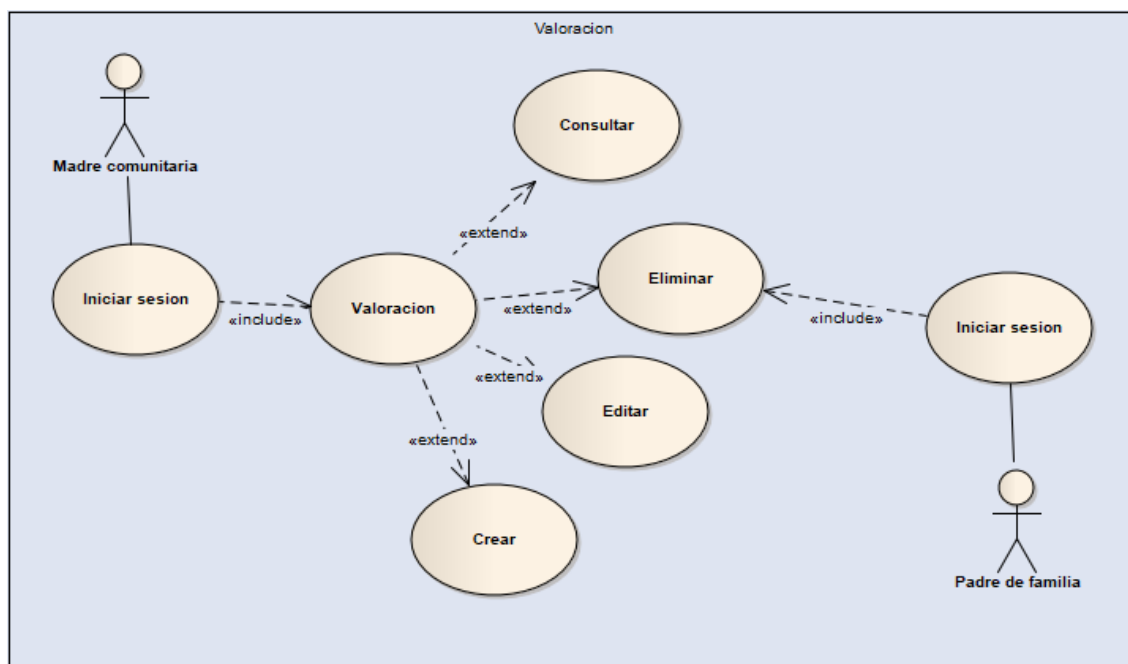 Valoracion
Consultar
Madre comunitaria
«extend»
Eliminar
Iniciar sesion
Valoracion
«include»
«extend»
«include»
Iniciar sesion
«extend»
Editar
«extend»
Crear
Padre de familia